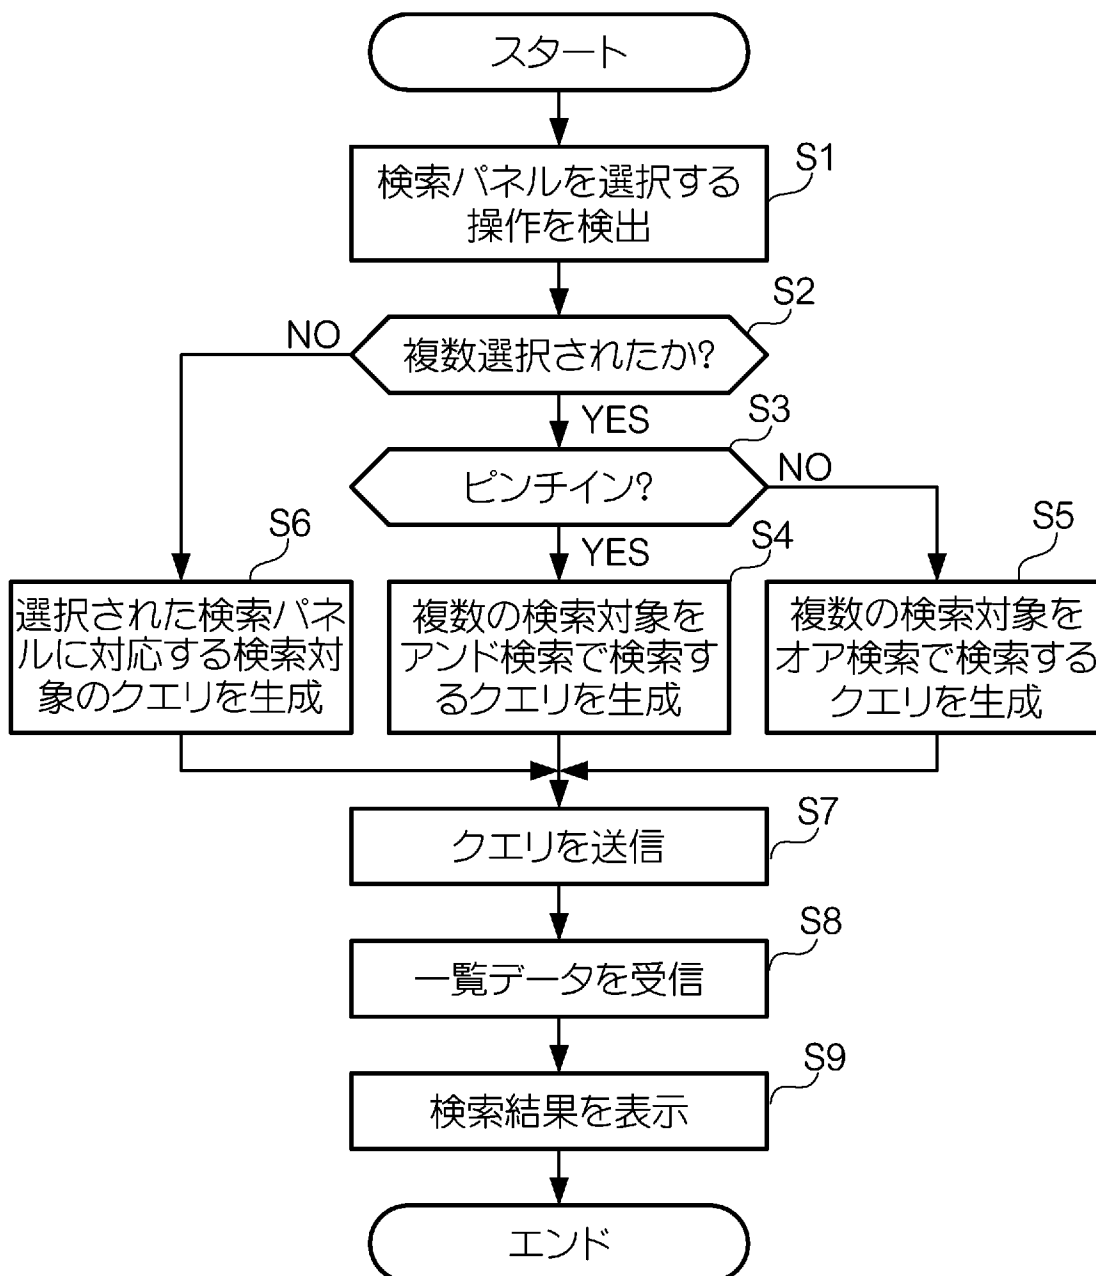 スタート
S1
検索パネルを選択する
操作を検出
S2
複数選択されたか?
NO
YES
S3
ピンチイン?
NO
YES
S6
選択された検索パネ
ルに対応する検索対
象のクエリを生成
S4
複数の検索対象を
アンド検索で検索す
るクエリを生成
S5
複数の検索対象を
オア検索で検索する
クエリを生成
S7
クエリを送信
S8
一覧データを受信
S9
検索結果を表示
エンド